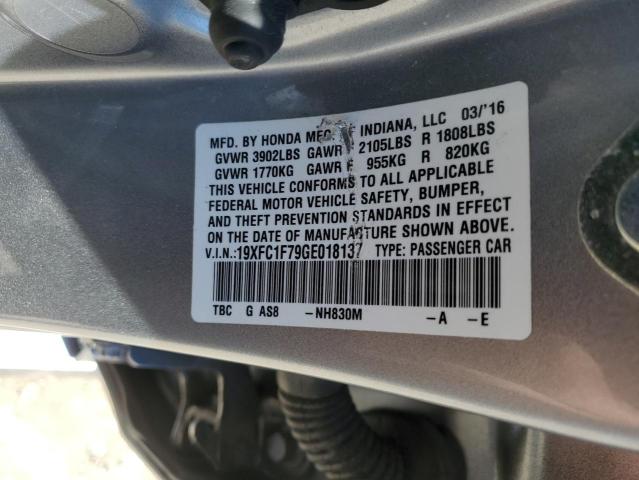 MFD. BY HONDA MFG. OF INDIANA, LLC 03/'16
GVWR 3902LBS GAWR F 2105LBS R 1808LBS
GVWR 1770KG GAWR F 955KG R 820KG
THIS VEHICLE CONFORMS TO ALL APPLICABLE
FEDERAL MOTOR VEHICLE SAFETY, BUMPER,
AND THEFT PREVENTION STANDARDS IN EFFECT
ON THE DATE OF MANUFACTURE SHOWN ABOVE.
V.I.N.:19XFC1F79GE018137 TYPE: PASSENGER CAR
TBC G AS8 -NH830M -A -E